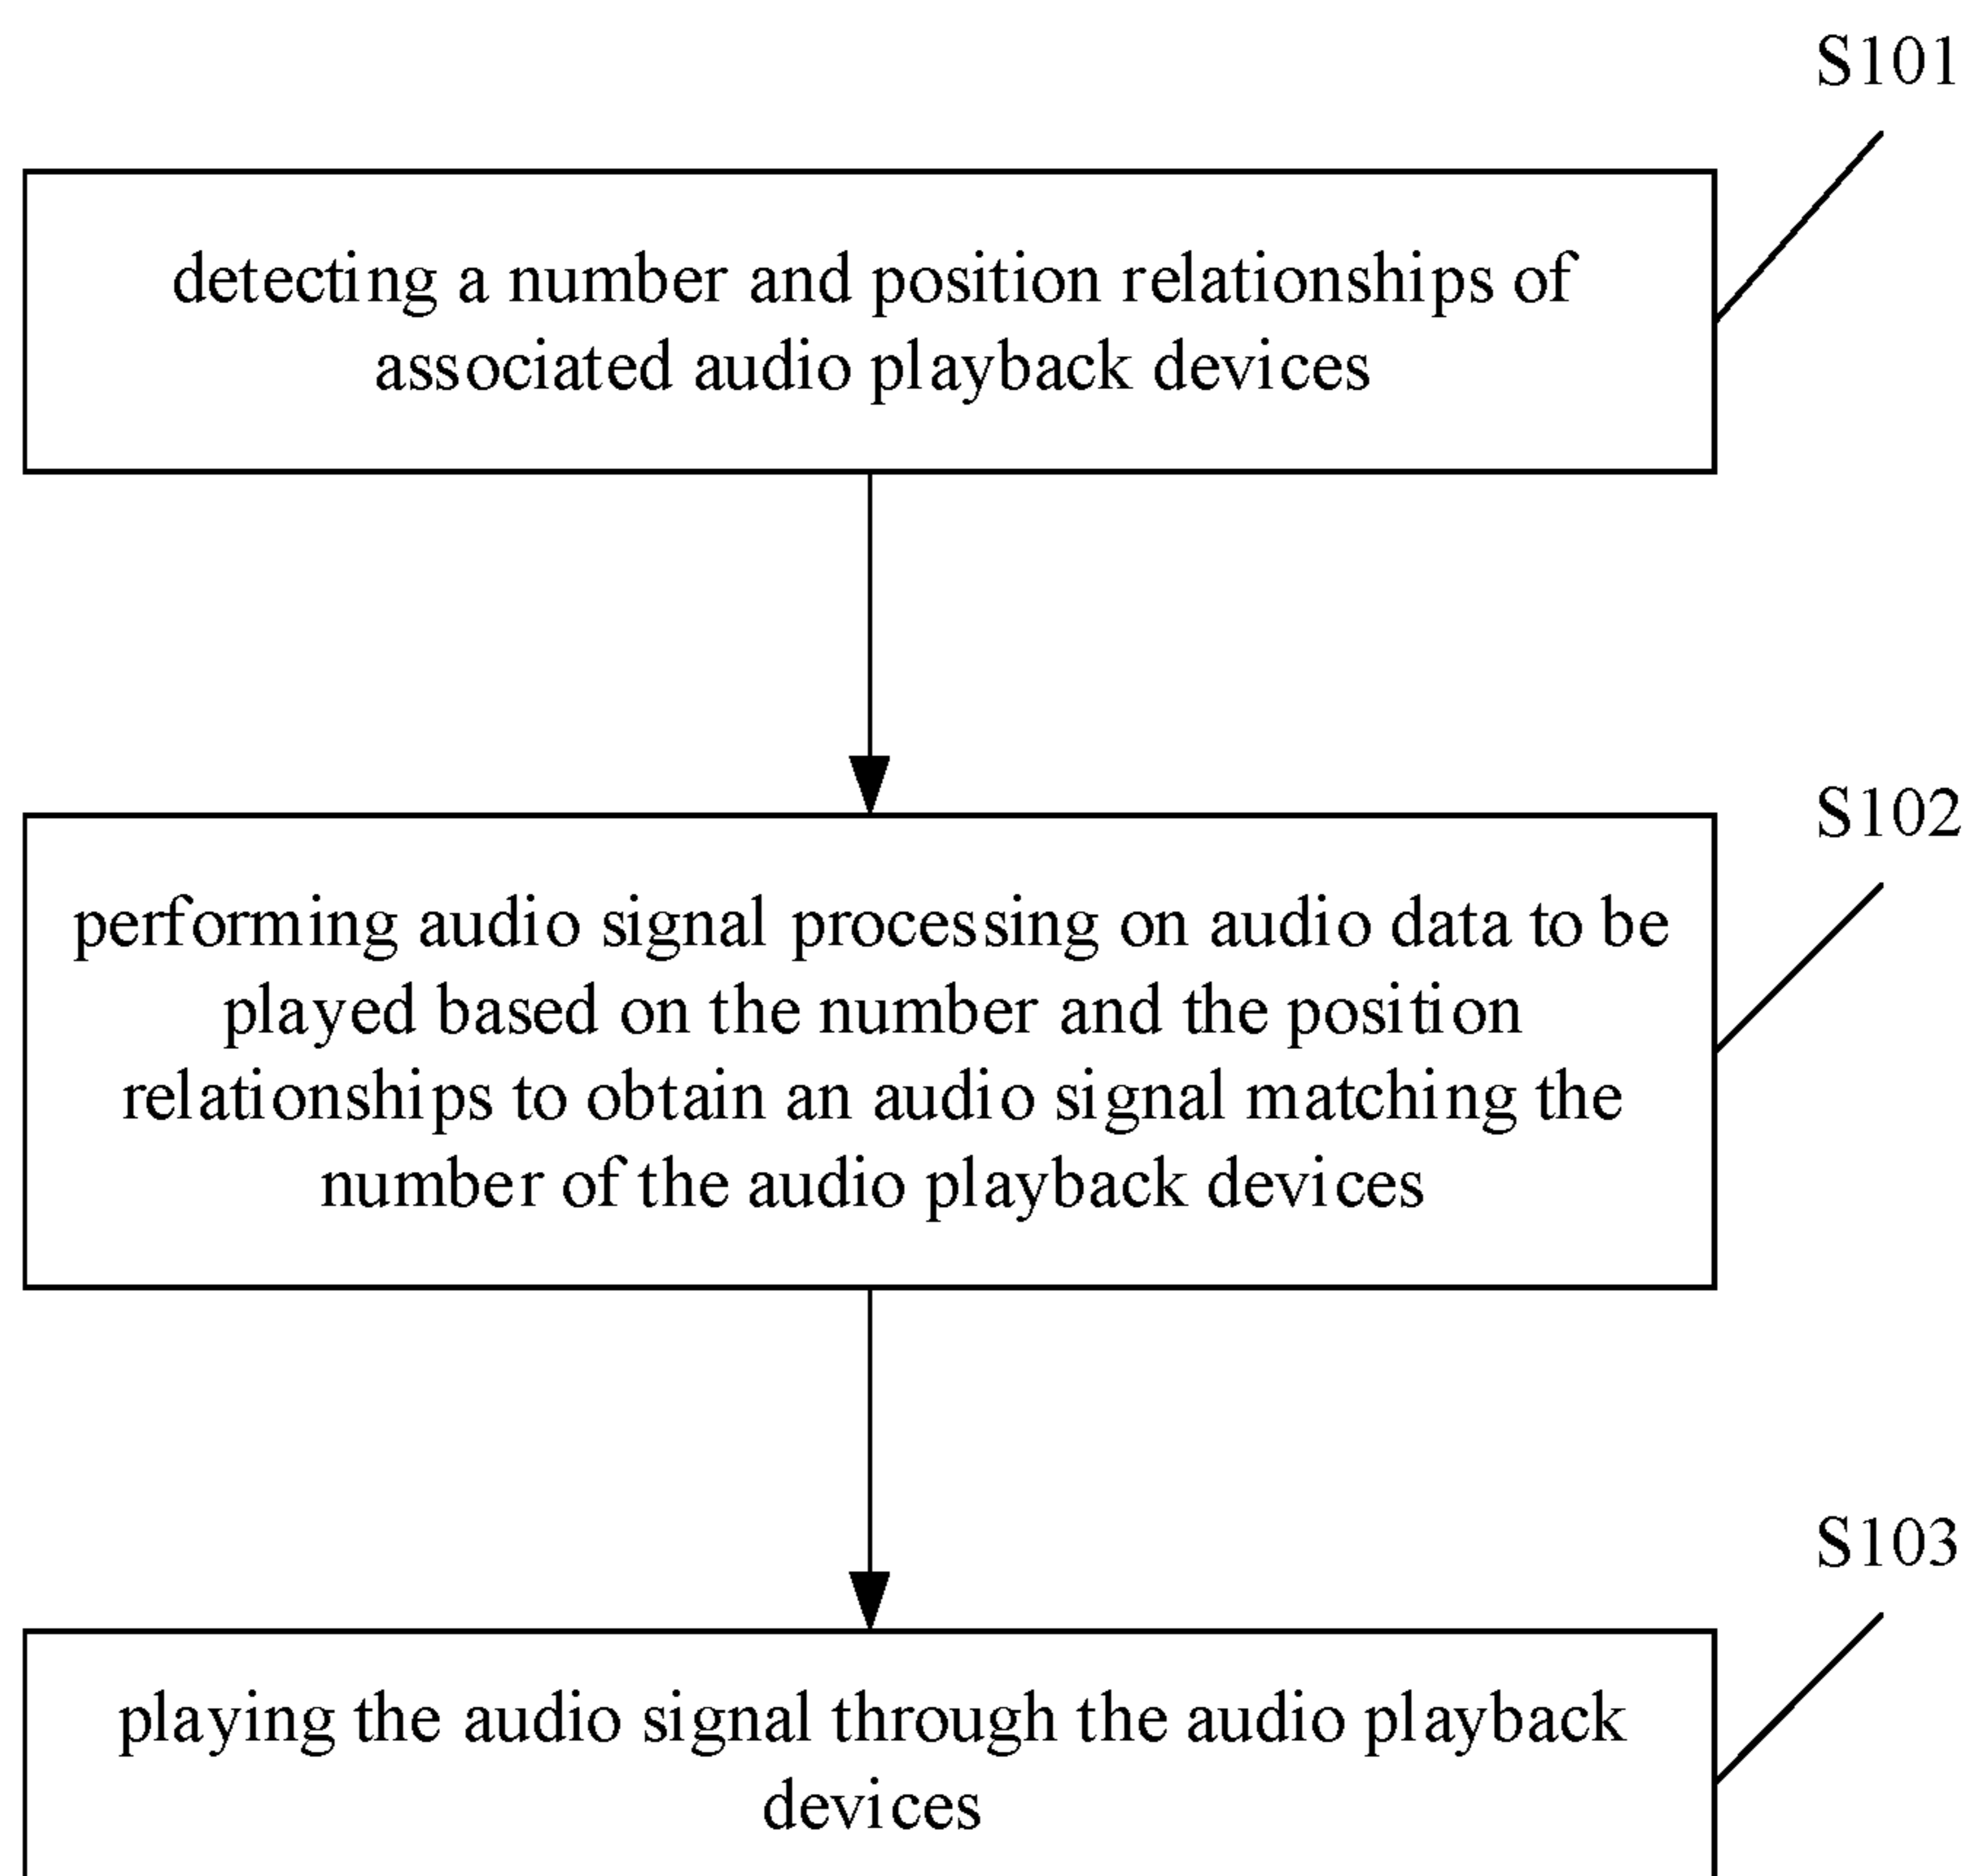 S101
detecting a number and position relationships of
associated audio playback devices
S102
performing audio signal processing on audio data to be
played based on the number and the position
relationships to obtain an audio signal matching the
number of the audio playback devices
S103
playing the audio signal through the audio playback
devices